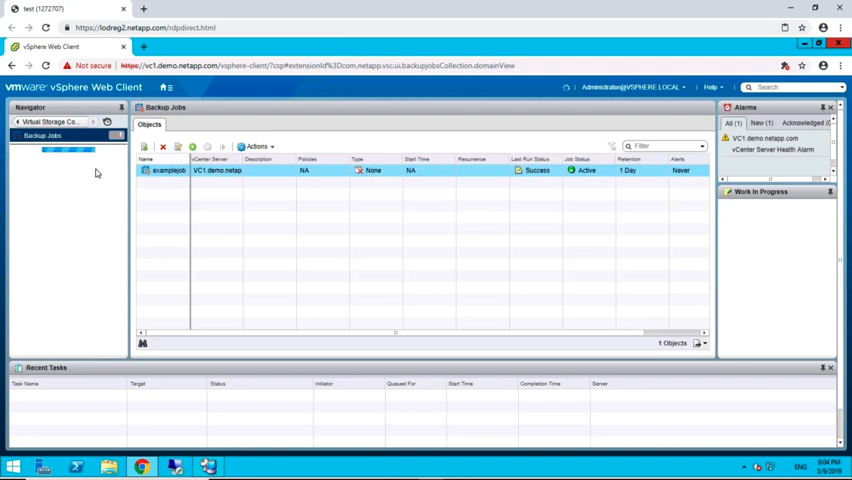 test (1272707)
https://lodreg2.netapp.com/rdpdirect.html
vSphere Web Client
Not secure
https://vc1.demo.netapp.com/vsphere-client/?csp#extensionId%3Dcom.netapp.vsc.ui.backupjobsCollection.domainView
vmware® vSphere Web Client
Administrator@VSPHERE.LOCAL
Help
Search
Navigator
Virtual Storage Co...
Backup Jobs
1
Backup Jobs
Objects
Actions
Filter
Name vCenter Server Description Policies Type Start Time Recurrence Last Run Status Job Status Retention Alerts
examplejob VC1.demo.netap NA None NA Success Active 1 Day Never
1 Objects
Alarms
All (1) New (1) Acknowledged (0
VC1.demo.netapp.com
vCenter Server Health Alarm
Work In Progress
Recent Tasks
Task Name Target Status Initiator Queued For Start Time Completion Time Server
ENG
8:04 PM
5/9/2019